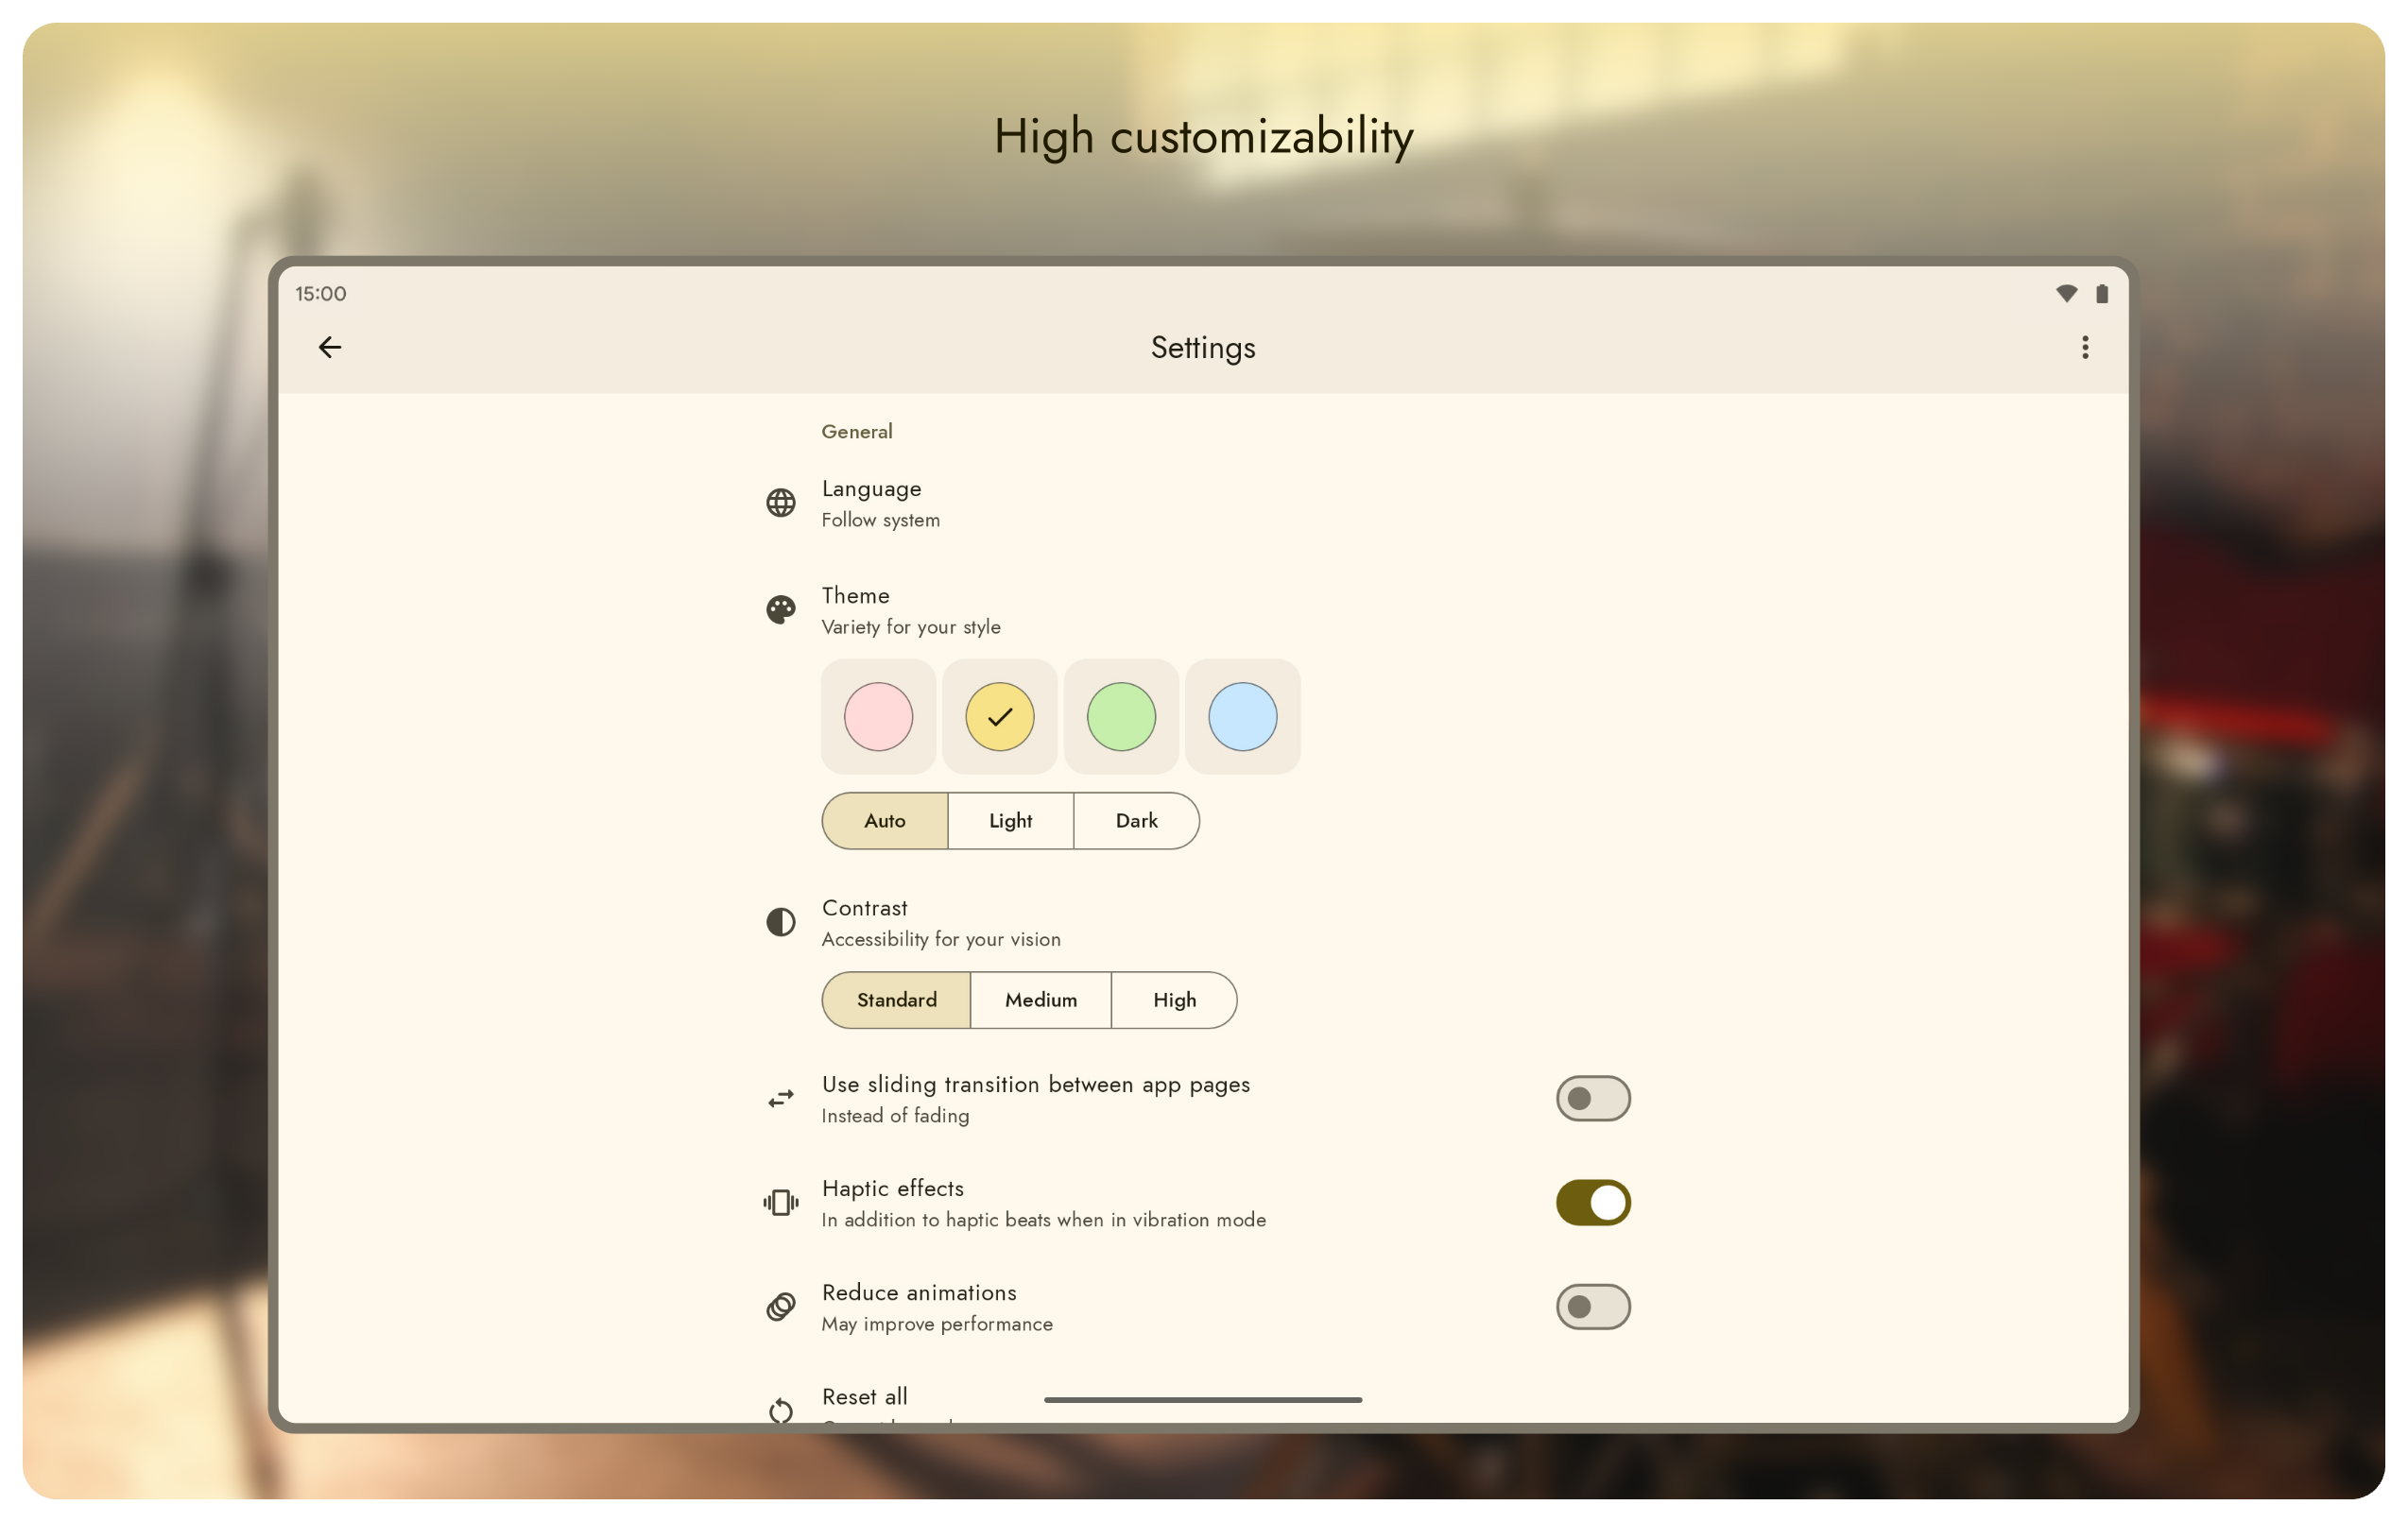 High customizability
15:00
Settings
General
Language
Follow system
Theme
Variety for your style
Auto Light Dark
Contrast
Accessibility for your vision
Standard Medium High
Use sliding transition between app pages
Instead of fading
Haptic effects
In addition to haptic beats when in vibration mode
Reduce animations
May improve performance
Reset all